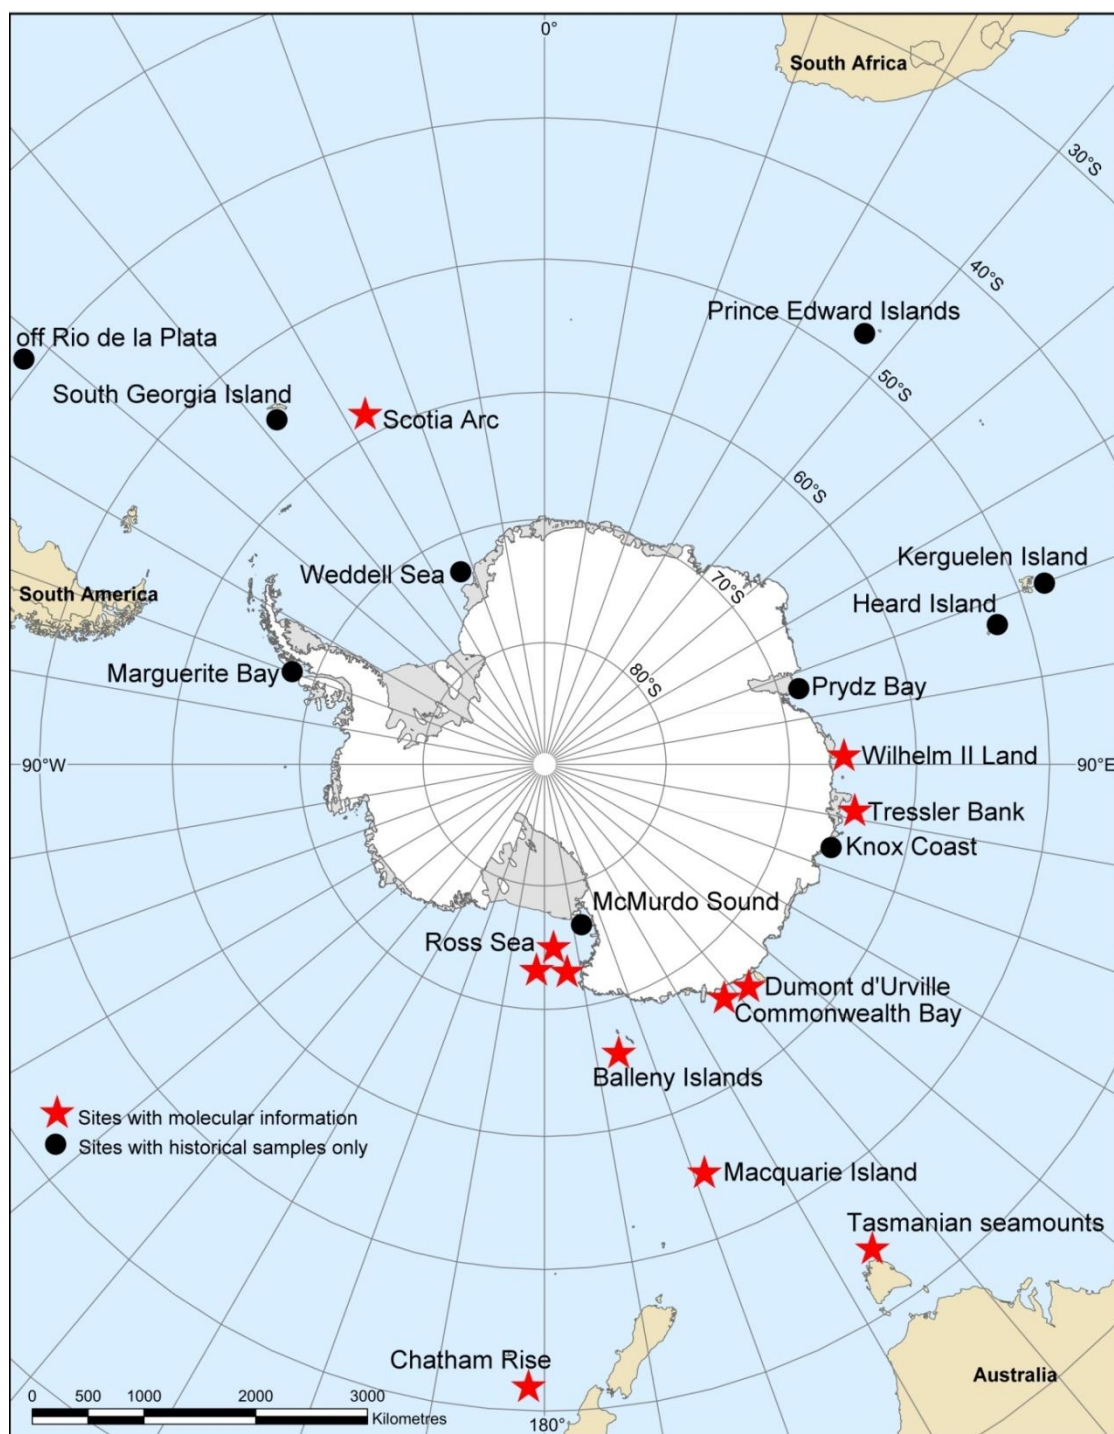 0°
South Africa
30°S
40°S
Prince Edward Islands
off Rio de la Plata
50°S
South Georgia Island
Scotia Arc
60°S
Kerguelen Island
Weddell Sea
70°S
South America
Heard Island
Marguerite Bay
80°S
Prydz Bay
90°W
Wilhelm II Land
90°E
Tressler Bank
Knox Coast
McMurdo Sound
Ross Sea
Dumont d'Urville
Commonwealth Bay
Balleny Islands
Sites with molecular information
Sites with historical samples only
Macquarie Island
Tasmanian seamounts
Chatham Rise
Australia
0 500 1000 2000 3000
Kilometres
180°